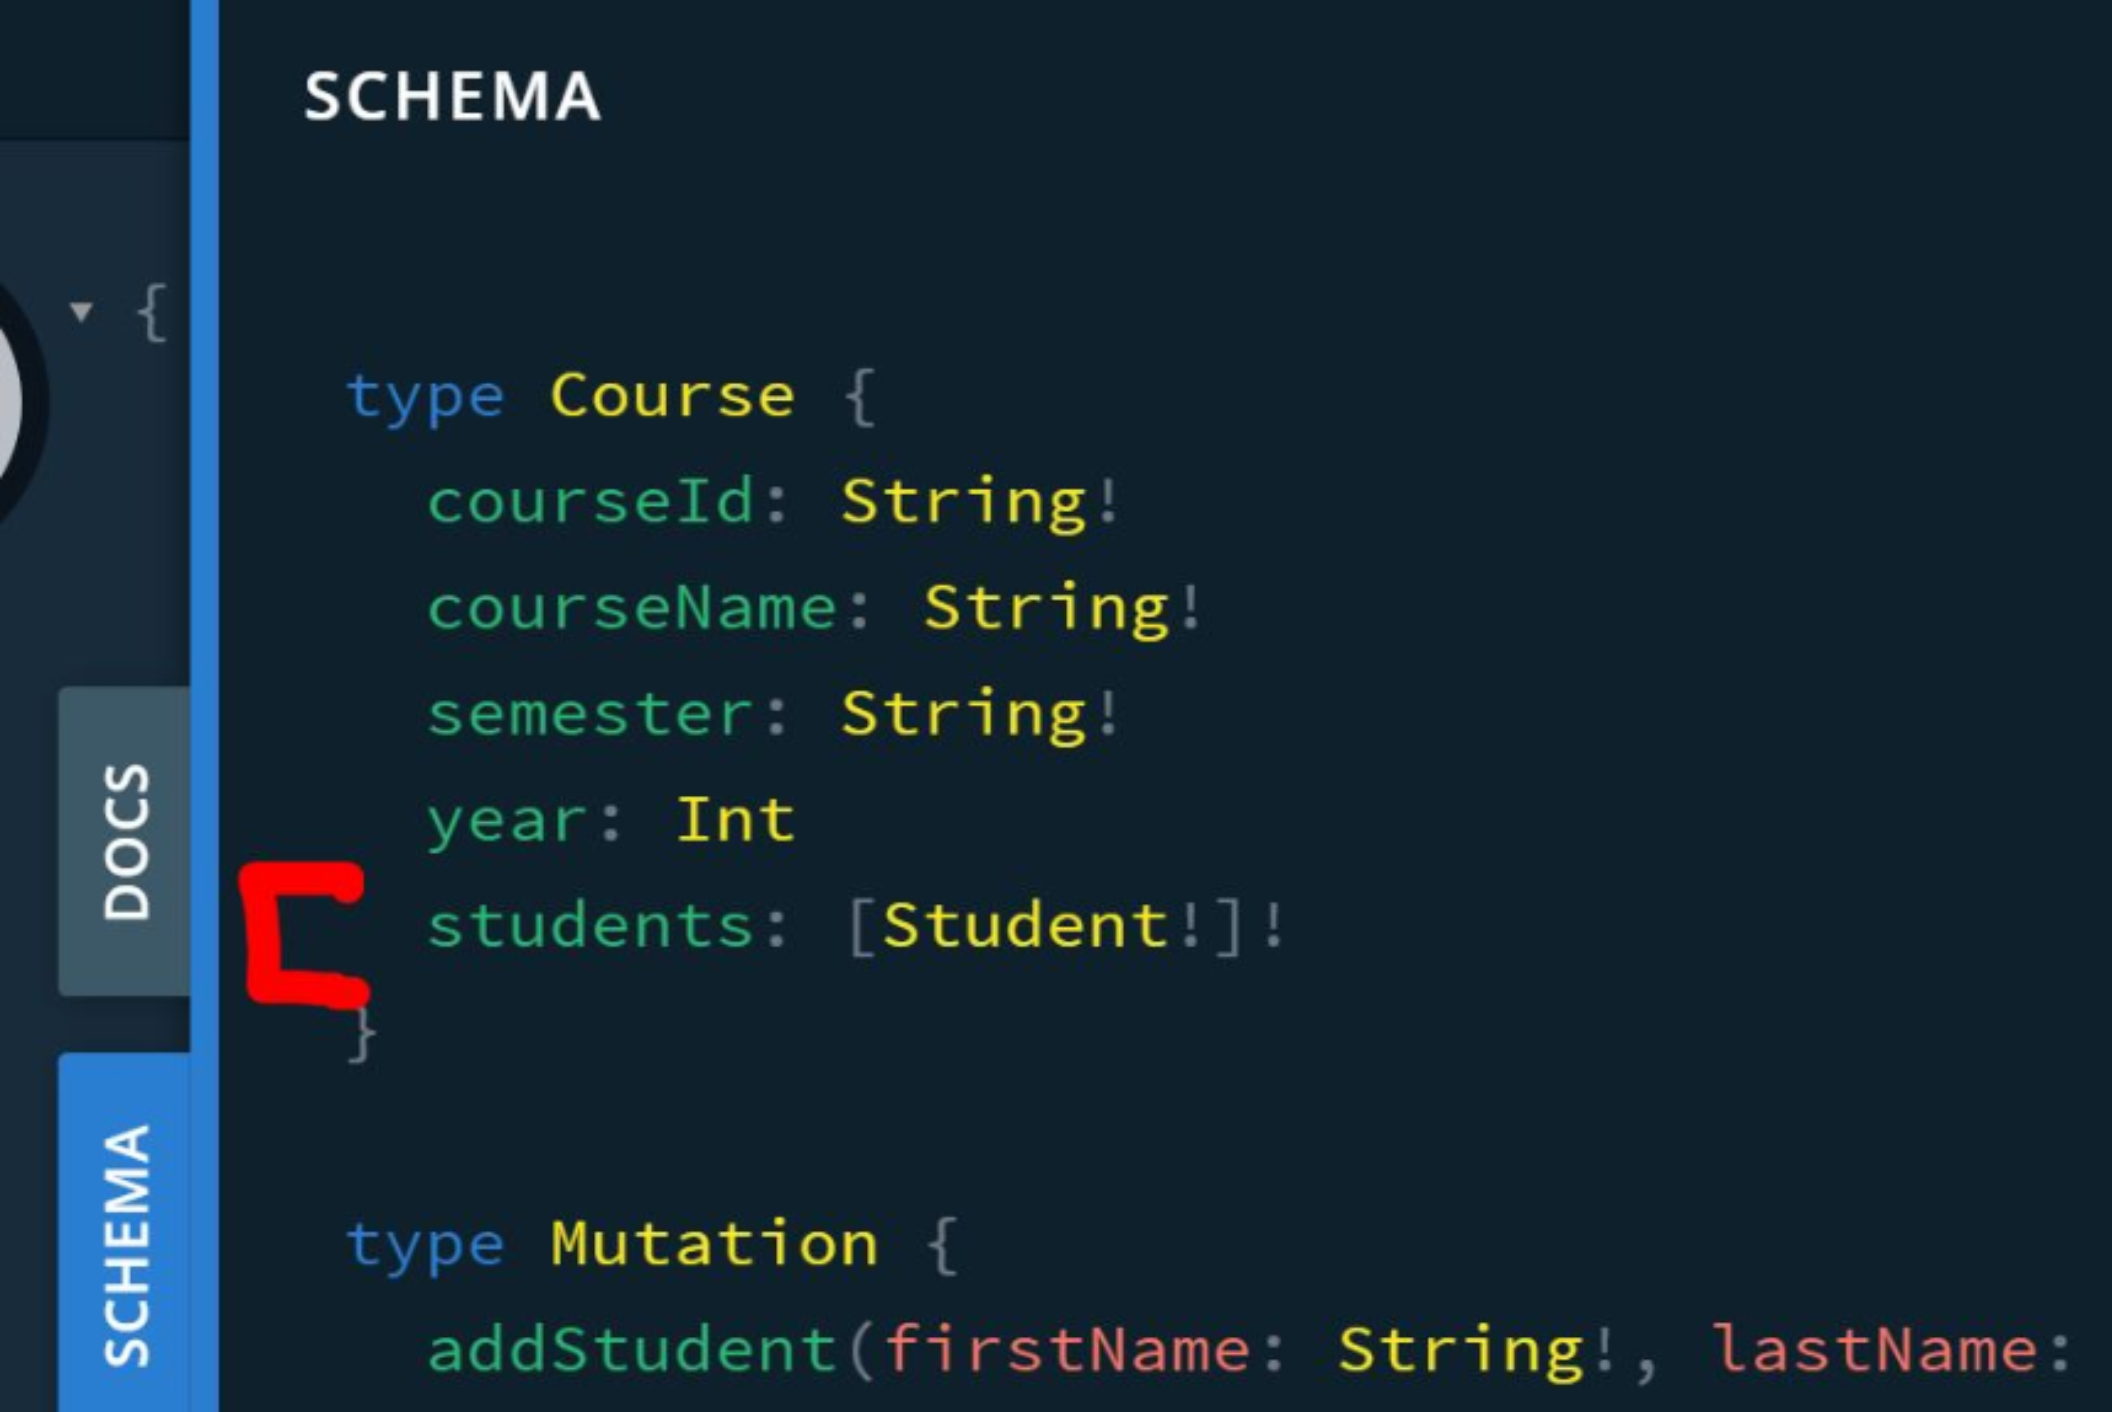 SCHEMA
{
type Course {
courseId: String!
courseName: String!
semester: String!
year: Int
students: [Student!]!
}
type Mutation {
addStudent(firstName: String!, lastName:
DOCS
SCHEMA